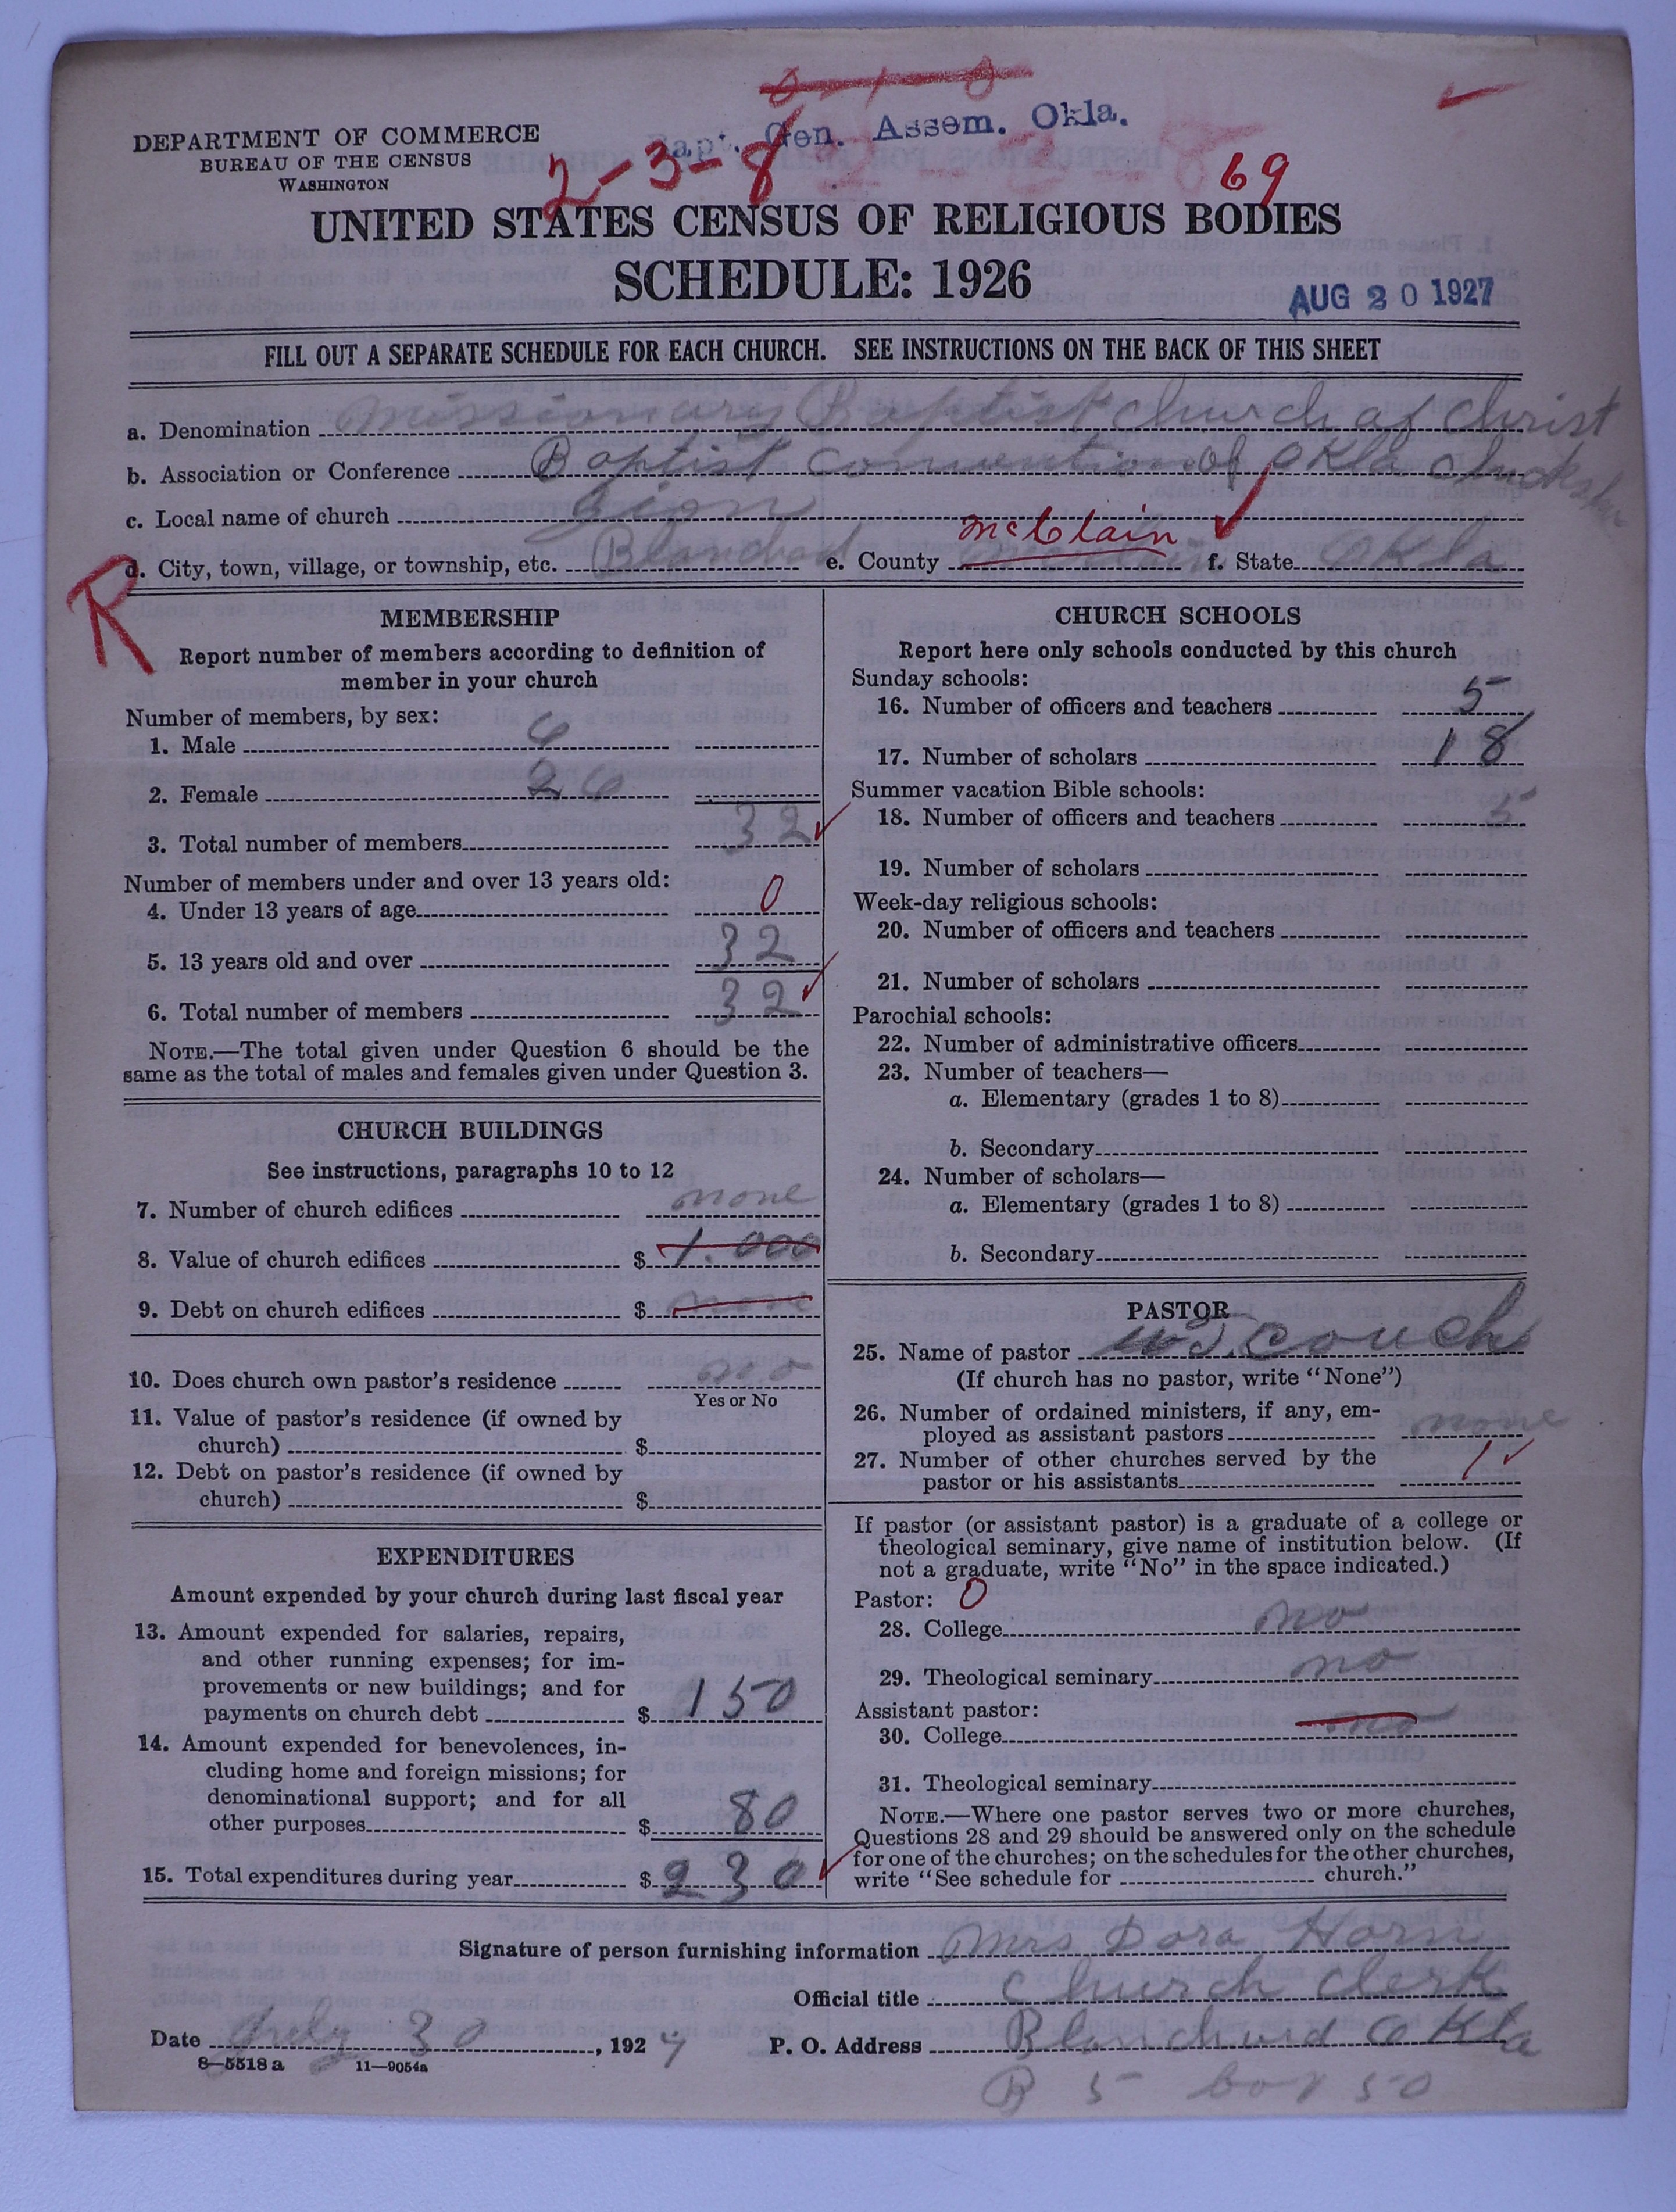 Bapt. Gen. Assem. Okla.
DEPARTMENT OF COMMERCE
BUREAU OF THE CENSUS
WASHINGTON
2-3-8
69
UNITED STATES CENSUS OF RELIGIOUS BODIES
SCHEDULE: 1926
AUG 20 1927
FILL OUT A SEPARATE SCHEDULE FOR EACH CHURCH. SEE INSTRUCTIONS ON THE BACK OF THIS SHEET
a. Denomination Missionary Baptist church of christ
b. Association or Conference Baptist convention of Okla
c. Local name of church Zion
d. City, town, village, or township, etc. Blanchad e. County McClain f. State Okla
R
MEMBERSHIP
Report number of members according to definition of
member in your church
Number of members, by sex:
1. Male 6
2. Female 26
3. Total number of members 32
Number of members under and over 13 years old:
4. Under 13 years of age 0
5. 13 years old and over 32
6. Total number of members 32
NOTE.—The total given under Question 6 should be the
same as the total of males and females given under Question 3.
CHURCH BUILDINGS
See instructions, paragraphs 10 to 12
7. Number of church edifices none
8. Value of church edifices $ 1.000
9. Debt on church edifices $ none
10. Does church own pastor's residence no
Yes or No
11. Value of pastor's residence (if owned by
church) $
12. Debt on pastor's residence (if owned by
church) $
EXPENDITURES
Amount expended by your church during last fiscal year
13. Amount expended for salaries, repairs,
and other running expenses; for im-
provements or new buildings; and for
payments on church debt $ 150
14. Amount expended for benevolences, in-
cluding home and foreign missions; for
denominational support; and for all
other purposes $ 80
15. Total expenditures during year $ 230
CHURCH SCHOOLS
Report here only schools conducted by this church
Sunday schools:
16. Number of officers and teachers 5
17. Number of scholars 18
Summer vacation Bible schools:
18. Number of officers and teachers 5
19. Number of scholars
Week-day religious schools:
20. Number of officers and teachers
21. Number of scholars
Parochial schools:
22. Number of administrative officers
23. Number of teachers—
a. Elementary (grades 1 to 8)
b. Secondary
24. Number of scholars—
a. Elementary (grades 1 to 8)
b. Secondary
PASTOR
25. Name of pastor W.J. Couch
(If church has no pastor, write "None")
26. Number of ordained ministers, if any, em-
ployed as assistant pastors none
27. Number of other churches served by the
pastor or his assistants 1
If pastor (or assistant pastor) is a graduate of a college or
theological seminary, give name of institution below. (If
not a graduate, write "No" in the space indicated.)
Pastor: 0
28. College no
29. Theological seminary no
Assistant pastor:
30. College no
31. Theological seminary
NOTE.—Where one pastor serves two or more churches,
Questions 28 and 29 should be answered only on the schedule
for one of the churches; on the schedules for the other churches,
write "See schedule for church."
Signature of person furnishing information Mrs Dora Horn
Official title church clerk
Date July 30, 1927 P. O. Address Blanchard Okla
8—5518 a 11—9054a
R 5 box 50